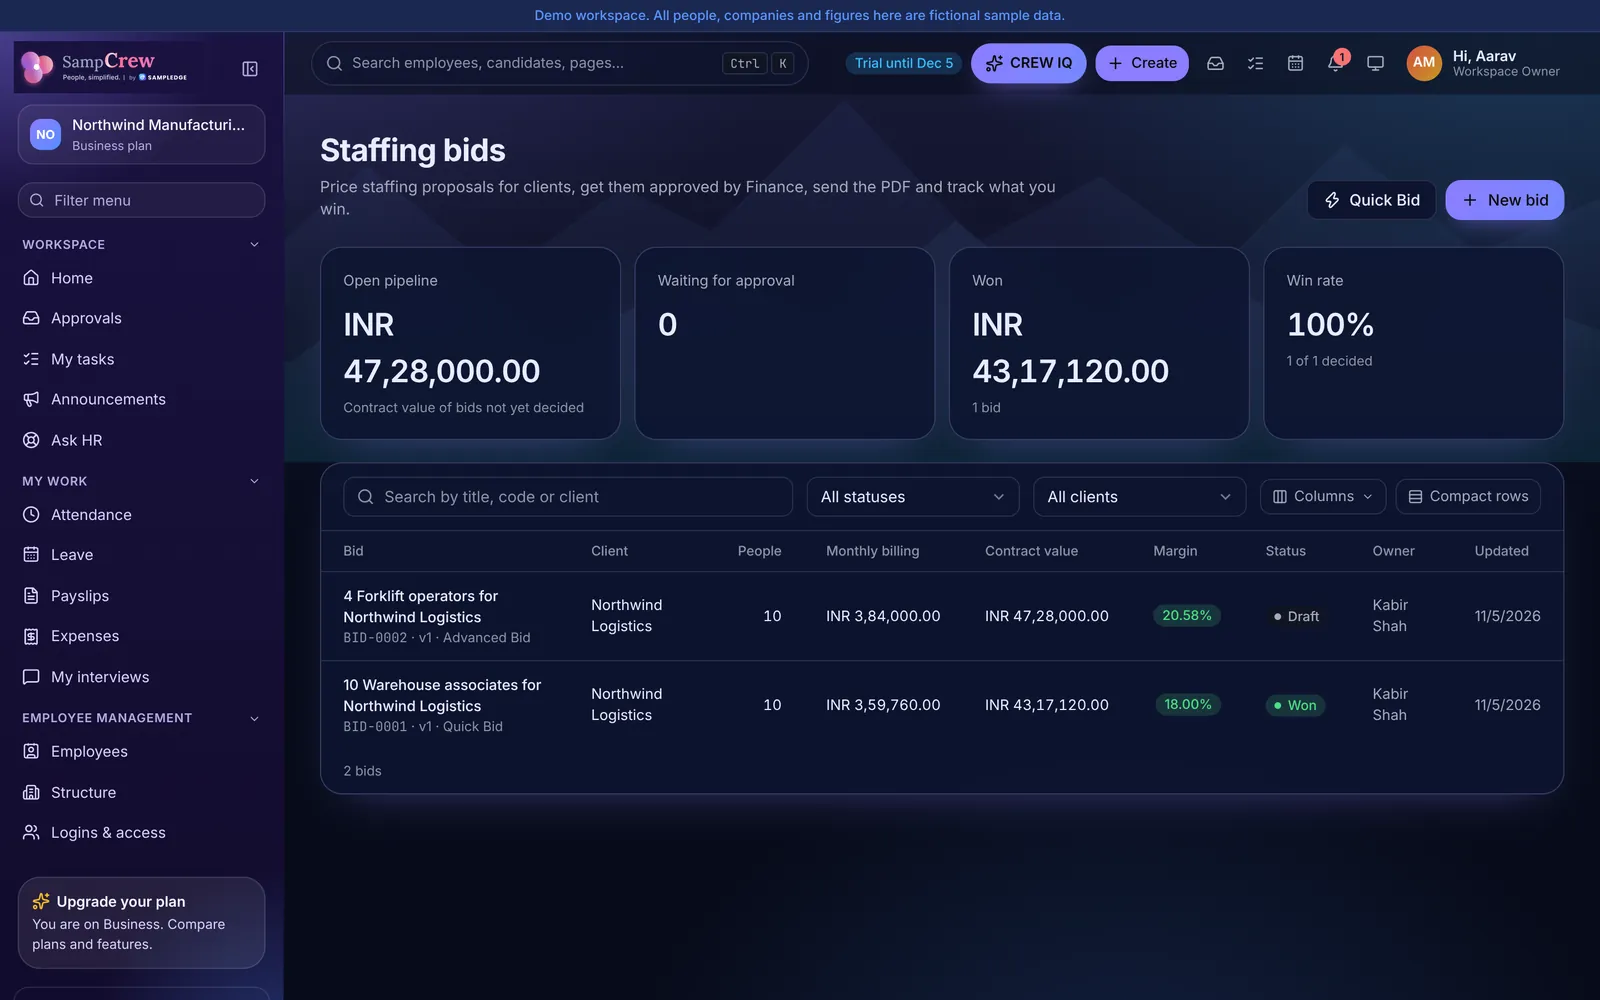 Demo workspace. All people, companies and figures here are fictional sample data.
SampCrew
People, simplified. | by SAMPLEDGE
Search employees, candidates, pages...
Ctrl K
Trial until Dec 5
CREW IQ
Create
1
AM
Hi, Aarav
Workspace Owner
NO
Northwind Manufacturi...
Business plan
Filter menu
WORKSPACE
Home
Approvals
My tasks
Announcements
Ask HR
MY WORK
Attendance
Leave
Payslips
Expenses
My interviews
EMPLOYEE MANAGEMENT
Employees
Structure
Logins & access
Upgrade your plan
You are on Business. Compare
plans and features.
Staffing bids
Price staffing proposals for clients, get them approved by Finance, send the PDF and track what you
win.
Quick Bid
New bid
Open pipeline
INR
47,28,000.00
Contract value of bids not yet decided
Waiting for approval
0
Won
INR
43,17,120.00
1 bid
Win rate
100%
1 of 1 decided
Search by title, code or client
All statuses
All clients
Columns
Compact rows
Bid Client People Monthly billing Contract value Margin Status Owner Updated
4 Forklift operators for
Northwind Logistics
BID-0002 · v1 · Advanced Bid
Northwind
Logistics
10
INR 3,84,000.00
INR 47,28,000.00
20.58%
Draft
Kabir
Shah
11/5/2026
10 Warehouse associates for
Northwind Logistics
BID-0001 · v1 · Quick Bid
Northwind
Logistics
10
INR 3,59,760.00
INR 43,17,120.00
18.00%
Won
Kabir
Shah
11/5/2026
2 bids